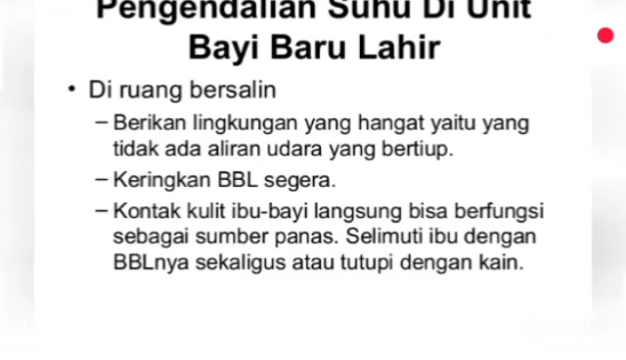 Pengendalian Suhu Di Unit
Bayi Baru Lahir
• Di ruang bersalin
– Berikan lingkungan yang hangat yaitu yang
tidak ada aliran udara yang bertiup.
– Keringkan BBL segera.
– Kontak kulit ibu-bayi langsung bisa berfungsi
sebagai sumber panas. Selimuti ibu dengan
BBLnya sekaligus atau tutupi dengan kain.